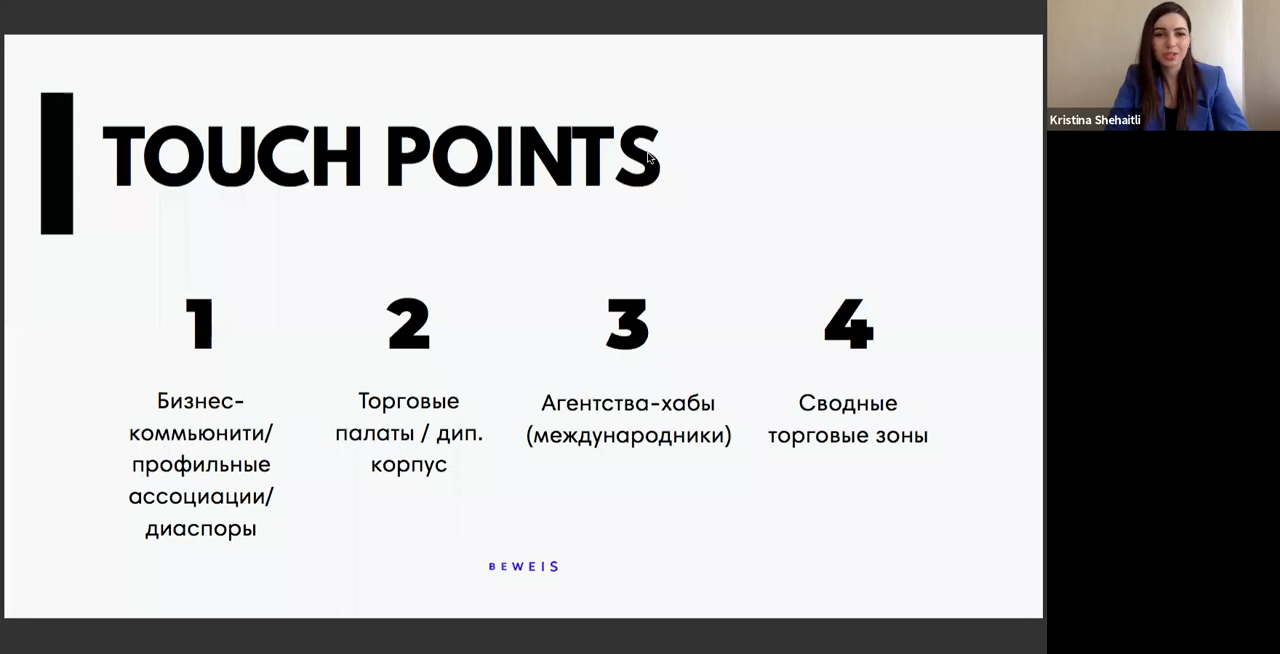 TOUCH POINTS
1
Бизнес-
коммьюнити/
профильные
ассоциации/
диаспоры
2
Торговые
палаты / дип.
корпус
3
Агентства-хабы
(международники)
4
Сводные
торговые зоны
BEWEIS
Kristina Shehaitli